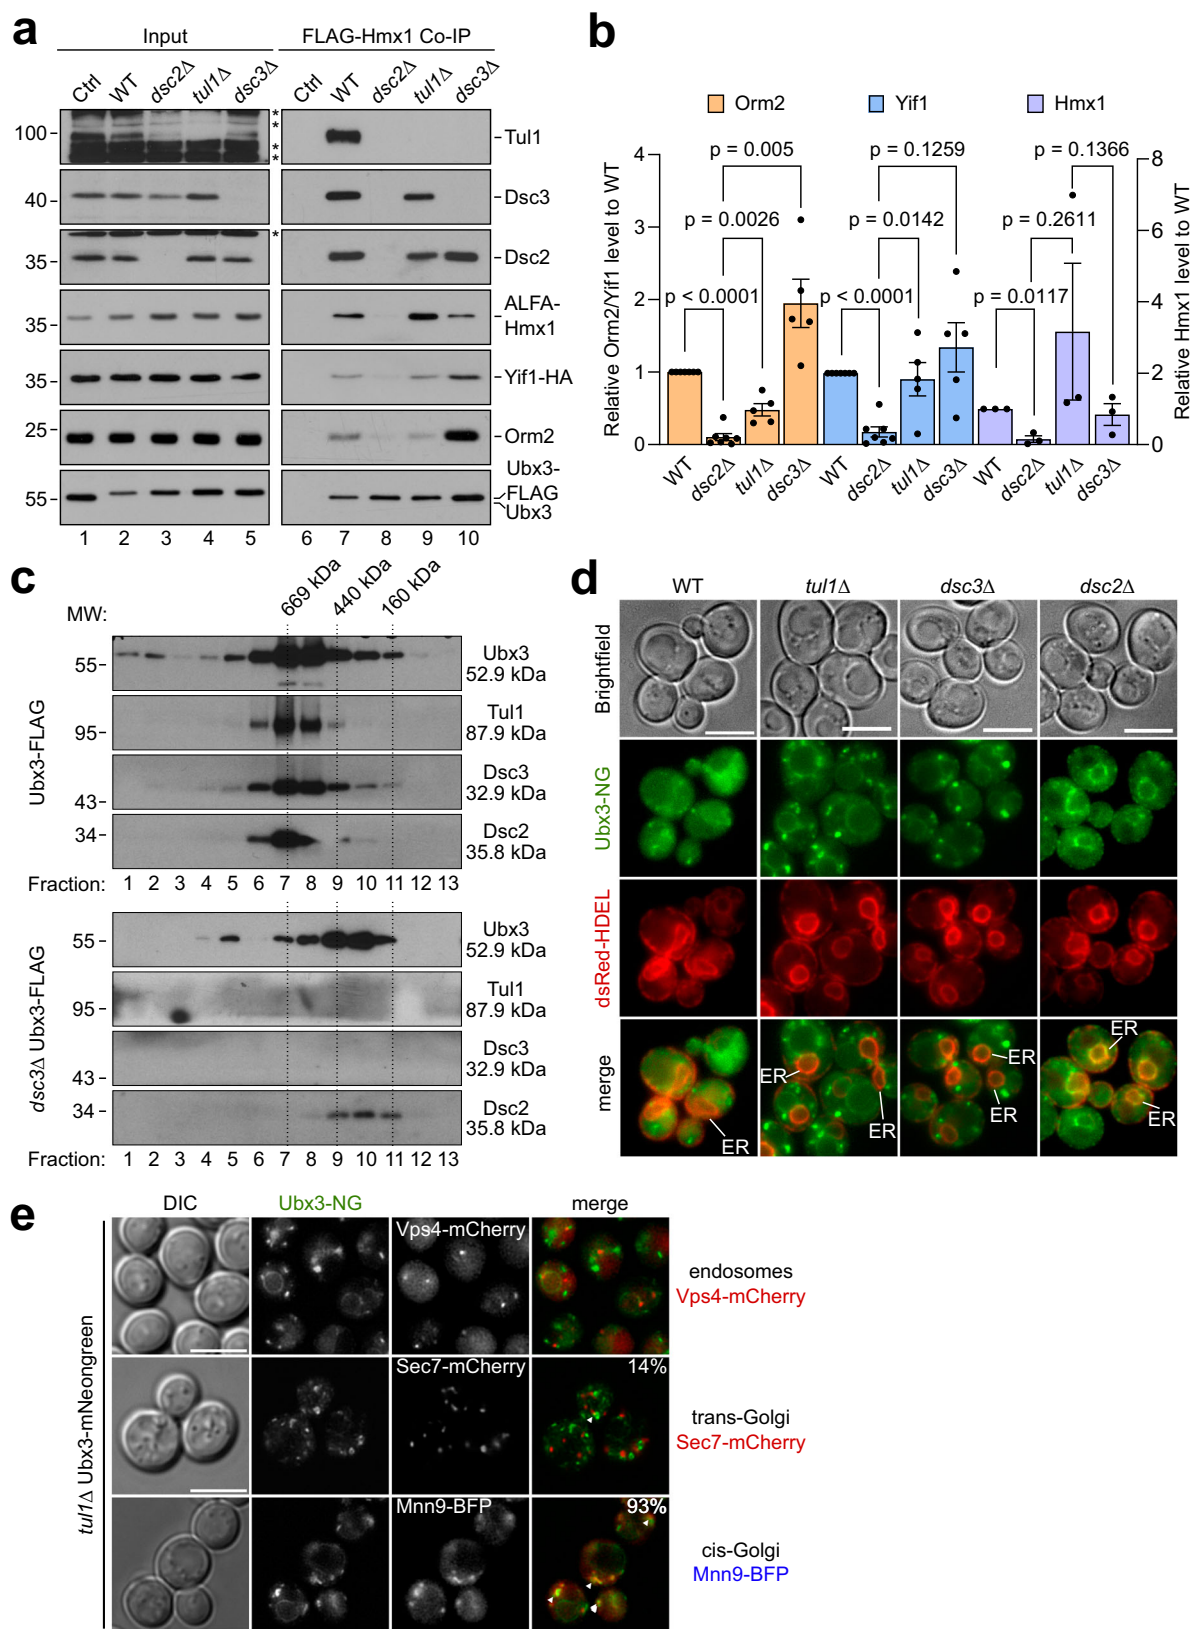 a
Input
FLAG-Hmx1 Co-IP
Ctrl
WT
dsc2Δ
tul1Δ
dsc3Δ
Ctrl
WT
dsc2Δ
tul1Δ
dsc3Δ
100
*
*
*
*
Tul1
40
Dsc3
35
*
Dsc2
35
ALFA-
Hmx1
35
Yif1-HA
25
Orm2
55
Ubx3-
FLAG
Ubx3
1 2 3 4 5 6 7 8 9 10
b
Orm2
Yif1
Hmx1
Relative Orm2/Yif1 level to WT
4
3
2
1
0
Relative Hmx1 level to WT
8
6
4
2
0
p = 0.005
p = 0.1259
p = 0.1366
p = 0.0026
p = 0.0142
p = 0.2611
p < 0.0001
p < 0.0001
p = 0.0117
WT
dsc2Δ
tul1Δ
dsc3Δ
WT
dsc2Δ
tul1Δ
dsc3Δ
WT
dsc2Δ
tul1Δ
dsc3Δ
c
MW:
669 kDa
440 kDa
160 kDa
Ubx3-FLAG
55
Ubx3
52.9 kDa
95
Tul1
87.9 kDa
43
Dsc3
32.9 kDa
34
Dsc2
35.8 kDa
Fraction: 1 2 3 4 5 6 7 8 9 10 11 12 13
dsc3Δ Ubx3-FLAG
55
Ubx3
52.9 kDa
95
Tul1
87.9 kDa
43
Dsc3
32.9 kDa
34
Dsc2
35.8 kDa
Fraction: 1 2 3 4 5 6 7 8 9 10 11 12 13
d
WT
tul1Δ
dsc3Δ
dsc2Δ
Brightfield
Ubx3-NG
dsRed-HDEL
merge
ER
ER
ER
ER
ER
ER
ER
e
DIC
Ubx3-NG
merge
tul1Δ Ubx3-mNeongreen
Vps4-mCherry
endosomes
Vps4-mCherry
Sec7-mCherry
14%
trans-Golgi
Sec7-mCherry
Mnn9-BFP
93%
cis-Golgi
Mnn9-BFP